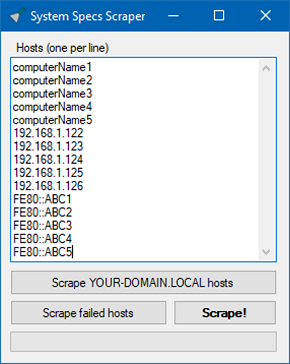 System Specs Scraper
Hosts (one per line)
computerName1
computerName2
computerName3
computerName4
computerName5
192.168.1.122
192.168.1.123
192.168.1.124
192.168.1.125
192.168.1.126
FE80::ABC1
FE80::ABC2
FE80::ABC3
FE80::ABC4
FE80::ABC5
Scrape YOUR-DOMAIN.LOCAL hosts
Scrape failed hosts
Scrape!